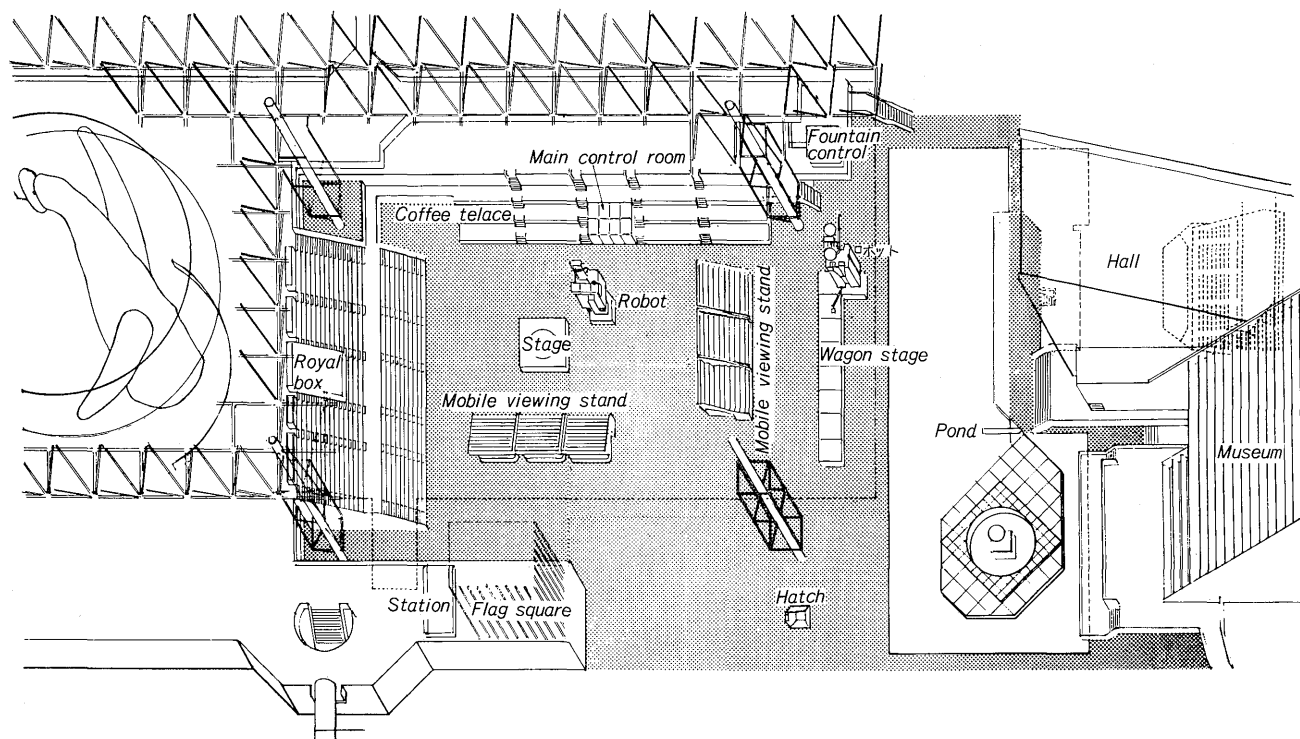 Fountain
control
Main control room
Coffee telace
ロボット
Hall
Robot
Mobile viewing stand
Stage
Wagon stage
Royal
box
Mobile viewing stand
Pond
Museum
Hatch
Station
Flag square